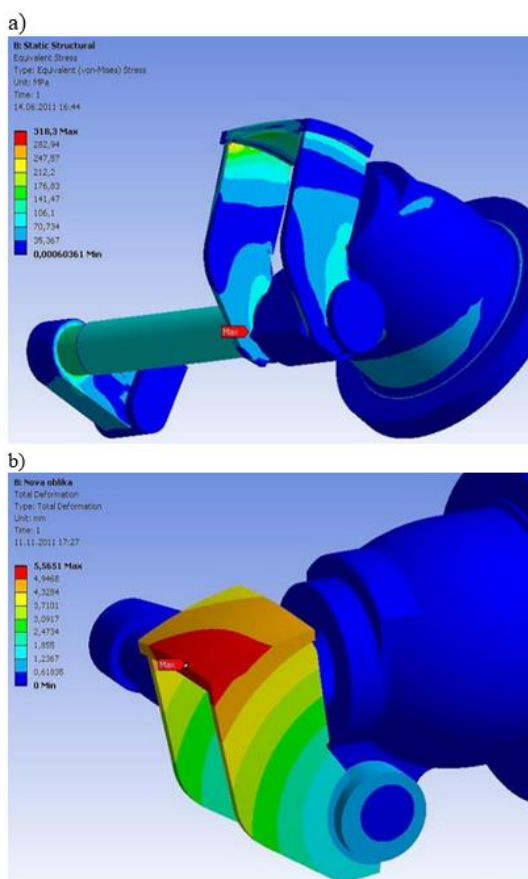 a)
B: Static Structural
Equivalent Stress
Type: Equivalent (von-Mises) Stress
Unit: MPa
Time: 1
14.06.2011 16:44
318,3 Max
282,94
247,57
212,2
176,83
141,47
106,1
70,734
35,367
0,00060361 Min
Max
b)
B: Nova oblika
Total Deformation
Type: Total Deformation
Unit: mm
Time: 1
11.11.2011 17:27
5,5651 Max
4,9468
4,3284
3,7101
3,0917
2,4734
1,855
1,2367
0,61835
0 Min
Max